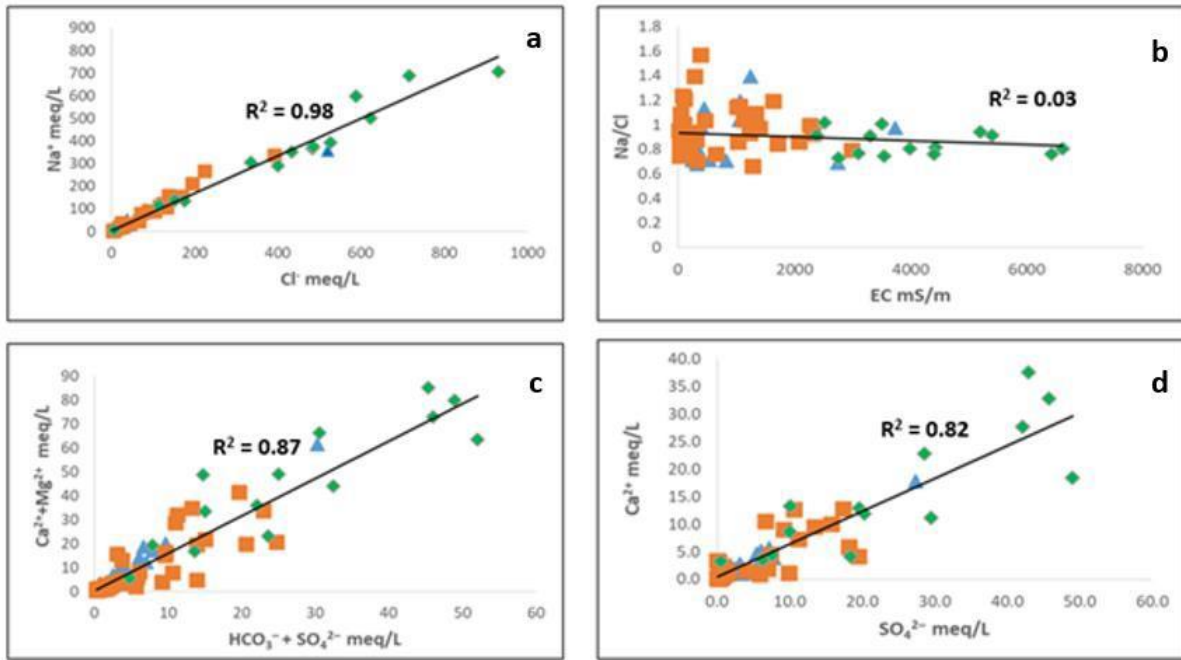 a
900
800
700
600
500
400
300
200
100
0
Na⁺ meq/L
R² = 0.98
0 200 400 600 800 1000
Cl⁻ meq/L
b
1.8
1.6
1.4
1.2
1
0.8
0.6
0.4
0.2
0
Na/Cl
R² = 0.03
0 2000 4000 6000 8000
EC mS/m
c
90
80
70
60
50
40
30
20
10
0
Ca²⁺+Mg²⁺ meq/L
R² = 0.87
0 10 20 30 40 50 60
HCO₃⁻ + SO₄²⁻ meq/L
d
40.0
35.0
30.0
25.0
20.0
15.0
10.0
5.0
0.0
Ca²⁺ meq/L
R² = 0.82
0.0 10.0 20.0 30.0 40.0 50.0 60.0
SO₄²⁻ meq/L